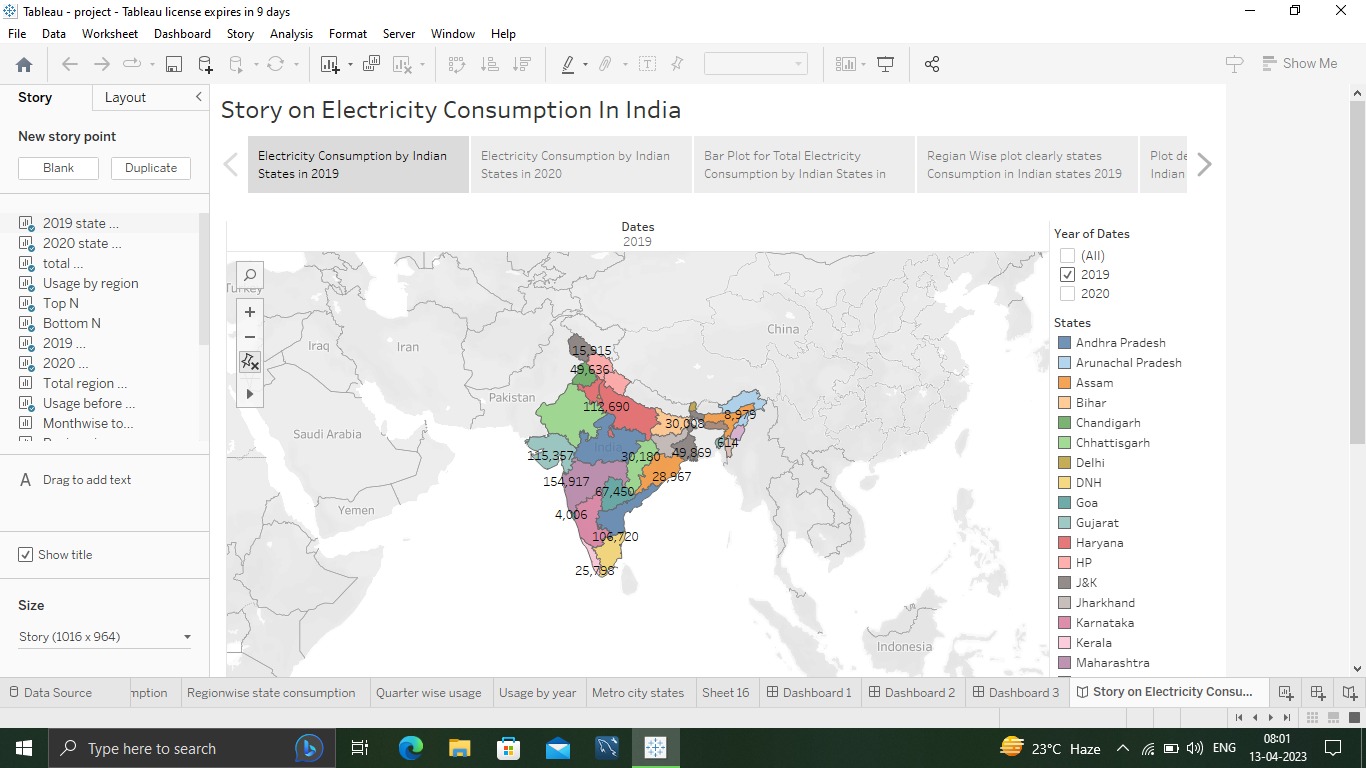 Tableau - project - Tableau license expires in 9 days
File Data Worksheet Dashboard Story Analysis Format Server Window Help
Show Me
Story Layout
New story point
Blank Duplicate
2019 state ...
2020 state ...
total ...
Usage by region
Top N
Bottom N
2019 ...
2020 ...
Total region ...
Usage before ...
Monthwise to...
A Drag to add text
Show title
Size
Story (1016 x 964)
Story on Electricity Consumption In India
Electricity Consumption by Indian
States in 2019
Electricity Consumption by Indian
States in 2020
Bar Plot for Total Electricity
Consumption by Indian States in
Regian Wise plot clearly states
Consumption in Indian states 2019
Plot de
Indian
Dates
2019
Turkey
China
Iraq
Iran
15,915
49,636
Pakistan
112,690
8,979
30,008
Saudi Arabia
614
India
115,357
30,180
49,869
154,917
28,967
67,450
Yemen
4,006
106,720
25,798
Indonesia
Year of Dates
(All)
2019
2020
States
Andhra Pradesh
Arunachal Pradesh
Assam
Bihar
Chandigarh
Chhattisgarh
Delhi
DNH
Goa
Gujarat
Haryana
HP
J&K
Jharkhand
Karnataka
Kerala
Maharashtra
Data Source mption Regionwise state consumption Quarter wise usage Usage by year Metro city states Sheet 16 Dashboard 1 Dashboard 2 Dashboard 3 Story on Electricity Consu...
Type here to search
23°C Haze
ENG
08:01
13-04-2023